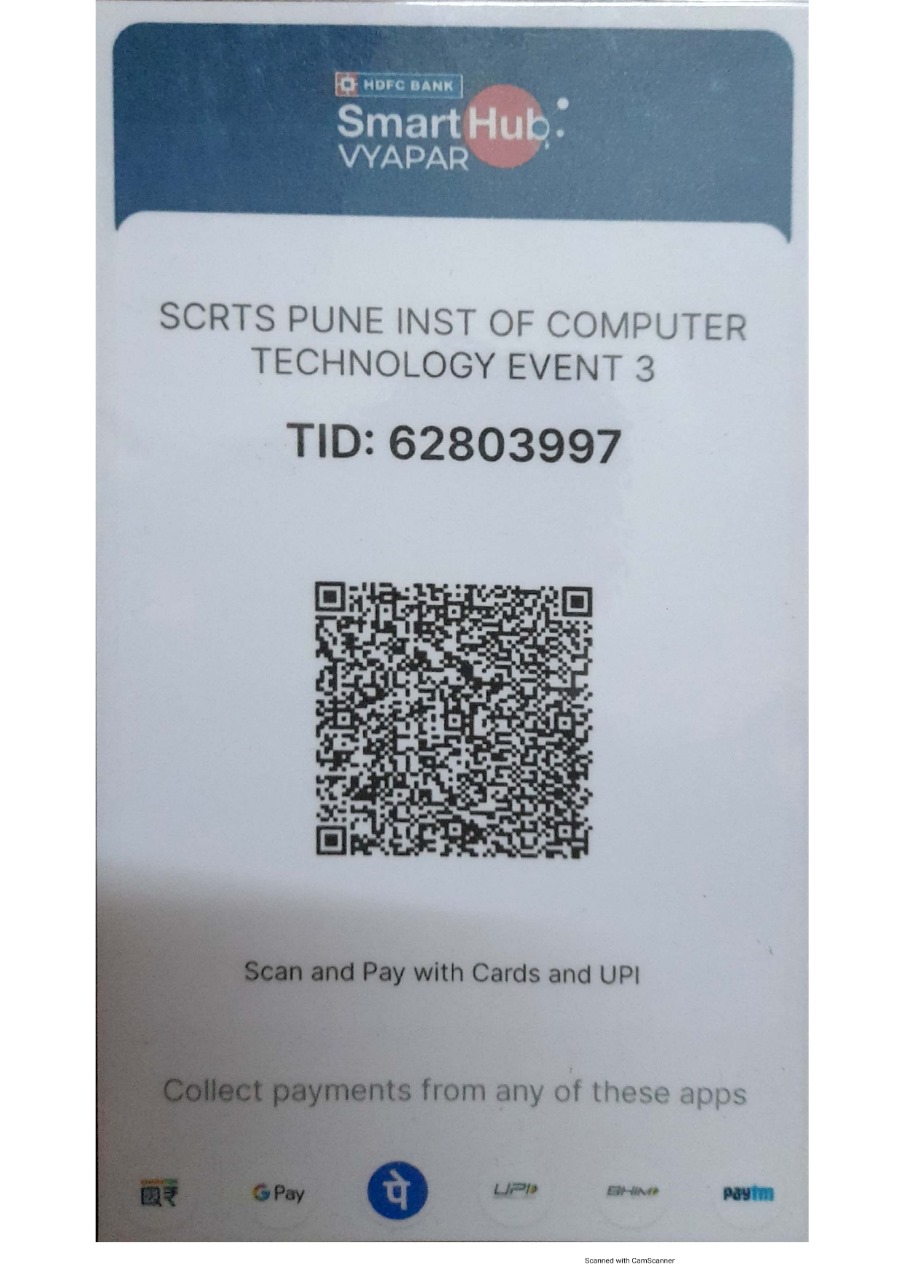 HDFC BANK
SmartHub
VYAPAR
SCRTS PUNE INST OF COMPUTER
TECHNOLOGY EVENT 3
TID: 62803997
Scan and Pay with Cards and UPI
Collect payments from any of these apps
G Pay
पे
UPI
BHIM
paytm
Scanned with CamScanner